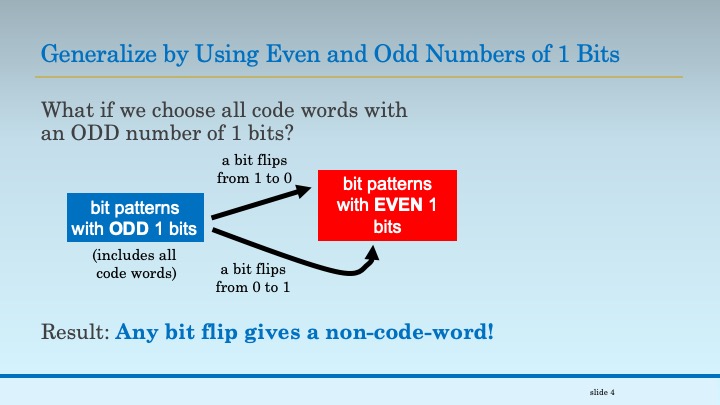 Generalize by Using Even and Odd Numbers of 1 Bits
What if we choose all code words with
an ODD number of 1 bits?
a bit flips
from 1 to 0
bit patterns
with ODD 1 bits
(includes all
code words)
bit patterns
with EVEN 1
bits
a bit flips
from 0 to 1
Result: Any bit flip gives a non-code-word!
slide 4